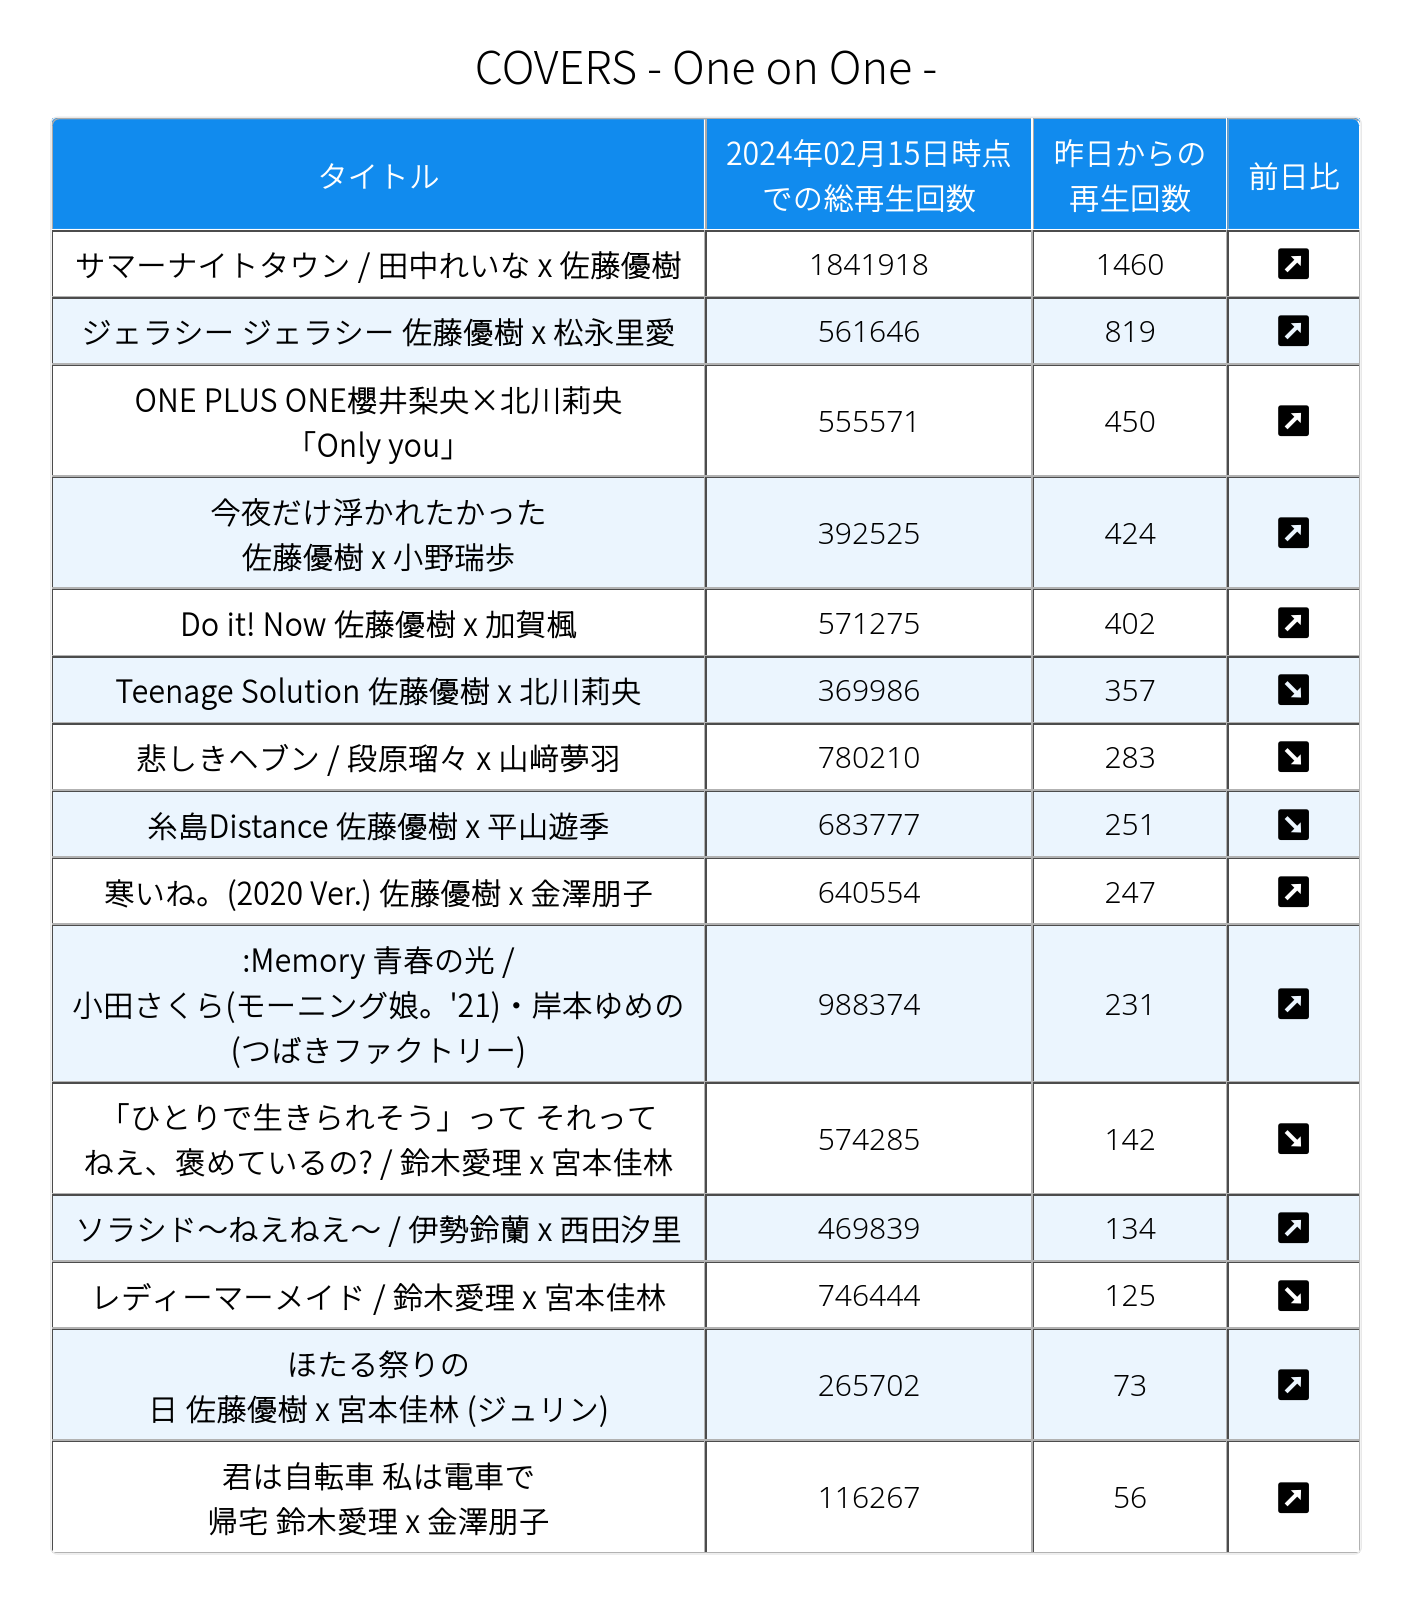 COVERS - One on One -
タイトル
2024年02月15日時点
での総再生回数
昨日からの
再生回数
前日比
サマーナイトタウン / 田中れいな x 佐藤優樹
1841918
1460
ジェラシー ジェラシー 佐藤優樹 x 松永里愛
561646
819
ONE PLUS ONE櫻井梨央×北川莉央
「Only you」
555571
450
今夜だけ浮かれたかった
佐藤優樹 x 小野瑞歩
392525
424
Do it! Now 佐藤優樹 x 加賀楓
571275
402
Teenage Solution 佐藤優樹 x 北川莉央
369986
357
悲しきヘブン / 段原瑠々 x 山﨑夢羽
780210
283
糸島Distance 佐藤優樹 x 平山遊季
683777
251
寒いね。(2020 Ver.) 佐藤優樹 x 金澤朋子
640554
247
:Memory 青春の光 /
小田さくら(モーニング娘。'21)・岸本ゆめの
(つばきファクトリー)
988374
231
「ひとりで生きられそう」って それって
ねえ、褒めているの? / 鈴木愛理 x 宮本佳林
574285
142
ソラシド〜ねえねえ〜 / 伊勢鈴蘭 x 西田汐里
469839
134
レディーマーメイド / 鈴木愛理 x 宮本佳林
746444
125
ほたる祭りの
日 佐藤優樹 x 宮本佳林 (ジュリン)
265702
73
君は自転車 私は電車で
帰宅 鈴木愛理 x 金澤朋子
116267
56